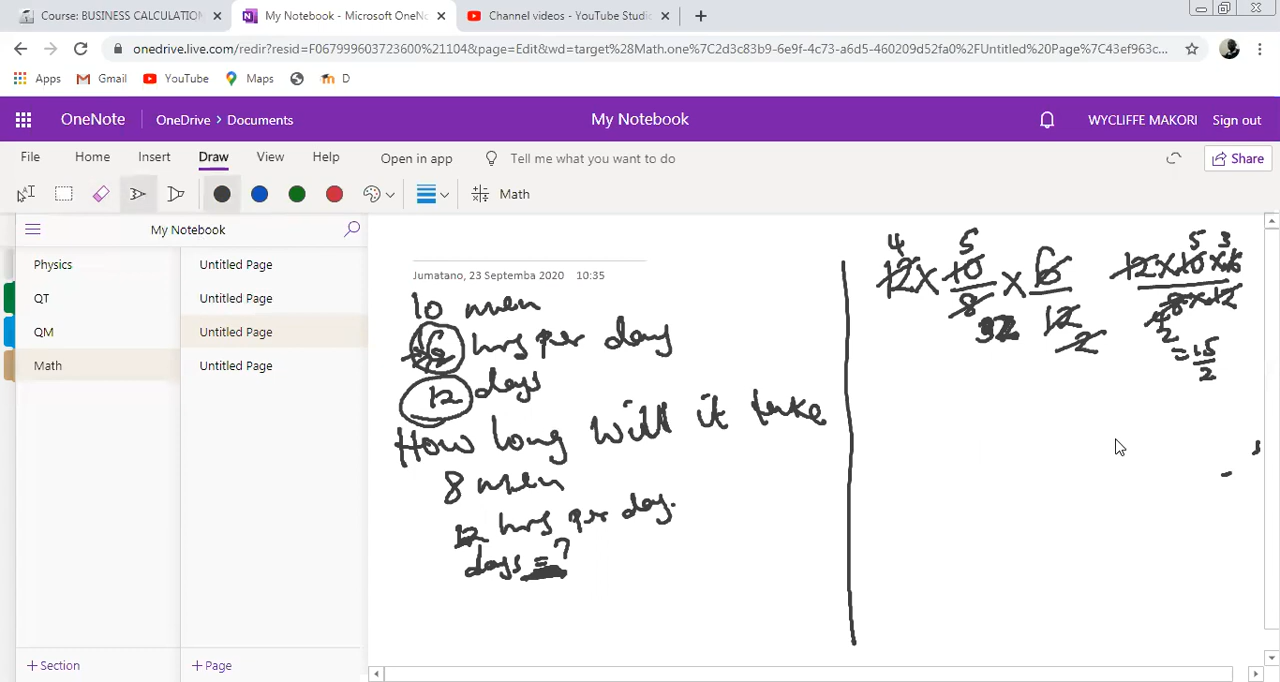 Course: BUSINESS CALCULATION
My Notebook - Microsoft OneNo
Channel videos - YouTube Studio
onedrive.live.com/redir?resid=F067999603723600%21104&page=Edit&wd=target%28Math.one%7C2d3c83b9-6e9f-4c73-a6d5-460209d52fa0%2FUntitled%20Page%7C43ef963c...
Apps Gmail YouTube Maps D
OneNote OneDrive > Documents My Notebook WYCLIFFE MAKORI Sign out
File Home Insert Draw View Help Open in app Tell me what you want to do Share
Math
My Notebook
Physics Untitled Page
QT Untitled Page
QM Untitled Page
Math Untitled Page
+ Section + Page
Jumatano, 23 Septemba 2020 10:35
10 men
6 hrs per day
12 days
How long will it take
8 men
12 hrs per day.
days = ?
4 5
12 x 10 x 6
8 12
2
5 3
12 x 10 x 6
8 x 12
4
2
= 15
2